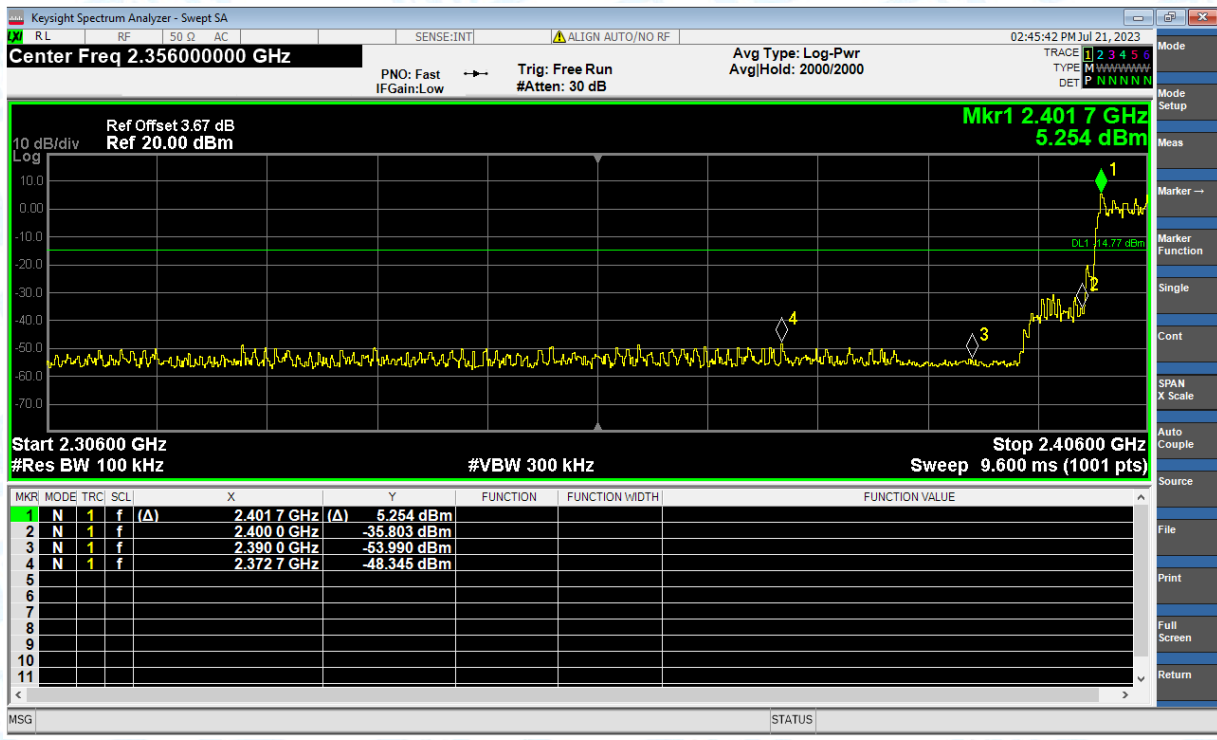 Keysight Spectrum Analyzer - Swept SA
LXI RL RF 50 Ω AC SENSE:INT ALIGN AUTO/NO RF 02:45:42 PM Jul 21, 2023
Center Freq 2.356000000 GHz
PNO: Fast
IFGain:Low
Trig: Free Run
#Atten: 30 dB
Avg Type: Log-Pwr
Avg|Hold: 2000/2000
TRACE 1 2 3 4 5 6
TYPE M WWWWW
DET P N N N N N
Mkr1 2.401 7 GHz
5.254 dBm
Ref Offset 3.67 dB
10 dB/div Ref 20.00 dBm
Log
10.0
0.00
-10.0
-20.0
-30.0
-40.0
-50.0
-60.0
-70.0
1
DL1 -14.77 dBm
2
4
3
Start 2.30600 GHz Stop 2.40600 GHz
#Res BW 100 kHz #VBW 300 kHz Sweep 9.600 ms (1001 pts)
MKR MODE TRC SCL X Y FUNCTION FUNCTION WIDTH FUNCTION VALUE
1 N 1 f (Δ) 2.401 7 GHz (Δ) 5.254 dBm
2 N 1 f 2.400 0 GHz -35.803 dBm
3 N 1 f 2.390 0 GHz -53.990 dBm
4 N 1 f 2.372 7 GHz -48.345 dBm
5
6
7
8
9
10
11
MSG STATUS
Mode
Mode
Setup
Meas
Marker →
Marker
Function
Single
Cont
SPAN
X Scale
Auto
Couple
Source
File
Print
Full
Screen
Return